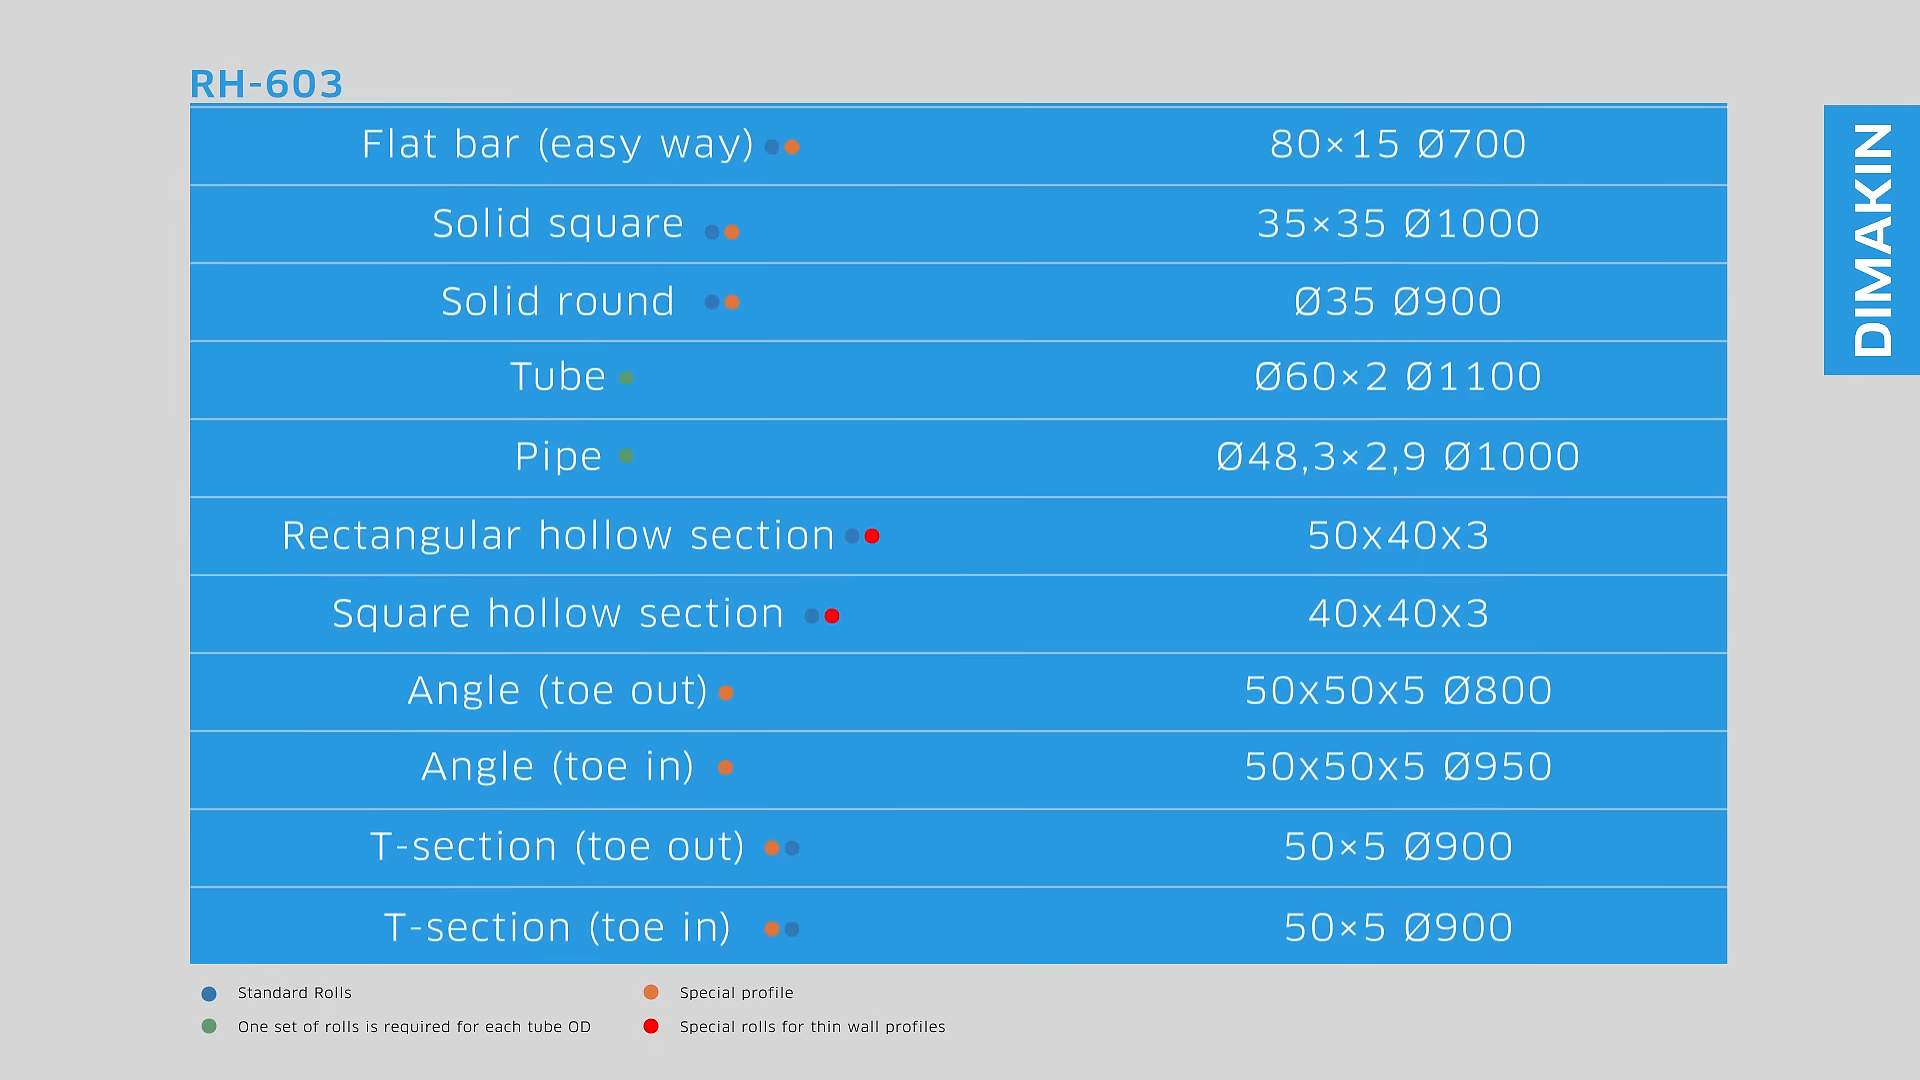 RH-603
Flat bar (easy way) 80×15 Ø700
Solid square 35×35 Ø1000
Solid round Ø35 Ø900
Tube Ø60×2 Ø1100
Pipe Ø48,3×2,9 Ø1000
Rectangular hollow section 50x40x3
Square hollow section 40x40x3
Angle (toe out) 50x50x5 Ø800
Angle (toe in) 50x50x5 Ø950
T-section (toe out) 50×5 Ø900
T-section (toe in) 50×5 Ø900
Standard Rolls
Special profile
One set of rolls is required for each tube OD
Special rolls for thin wall profiles
DIMAKIN